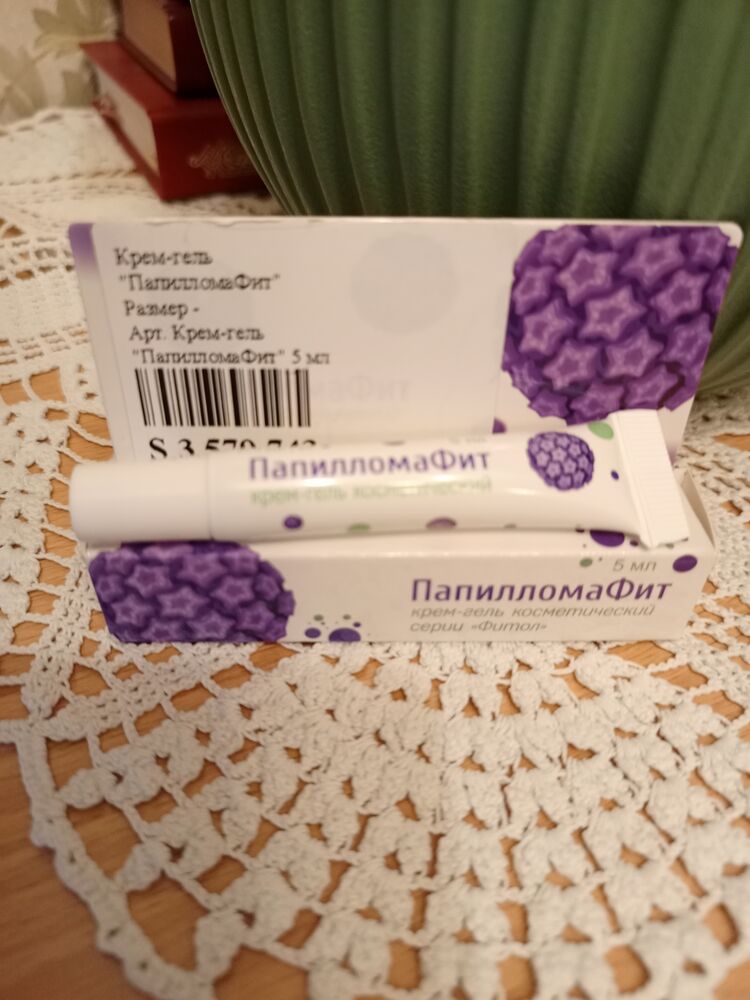 Крем-гель
"ПапилломаФит"
Размер -
Арт. Крем-гель
"ПапилломаФит" 5 мл
ПапилломаФит
крем-гель косметический
5 мл
ПапилломаФит
крем-гель косметический
серии «Фитол»